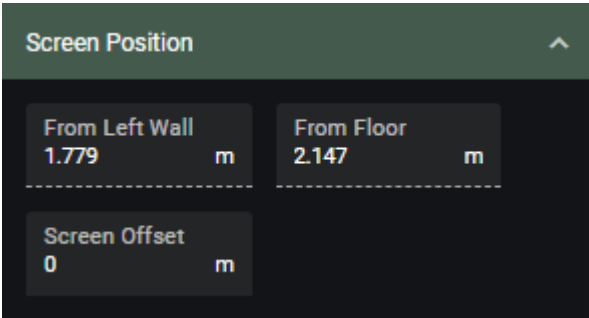 Screen Position
From Left Wall From Floor
1.779 m 2.147 m
Screen Offset
0 m